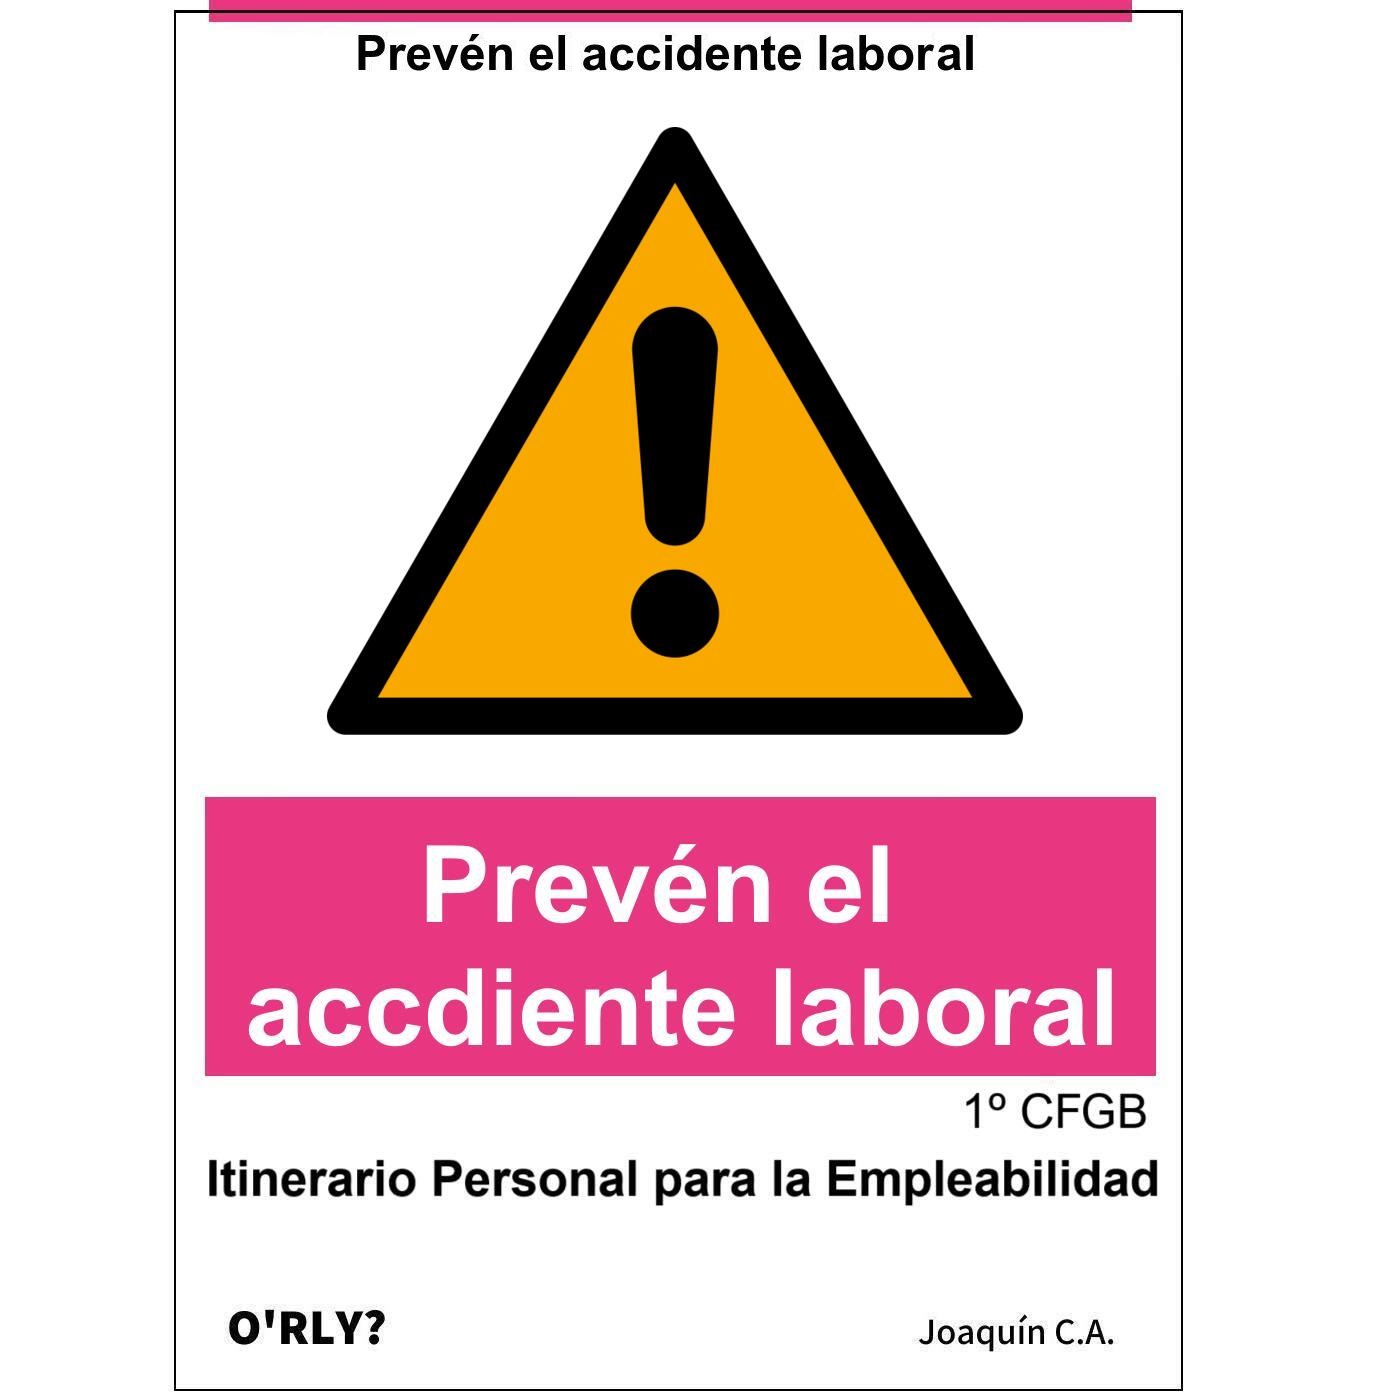 Prevén el accidente laboral
Prevén el
accdiente laboral
1º CFGB
Itinerario Personal para la Empleabilidad
O'RLY?
Joaquín C.A.